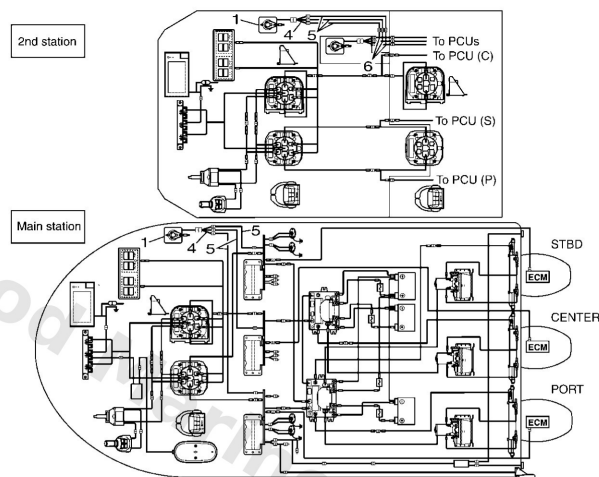 2nd station
1
4
5
To PCUs
To PCU (C)
6
To PCU (S)
To PCU (P)
Main station
1
4
5
5
STBD
ECM
CENTER
ECM
PORT
ECM